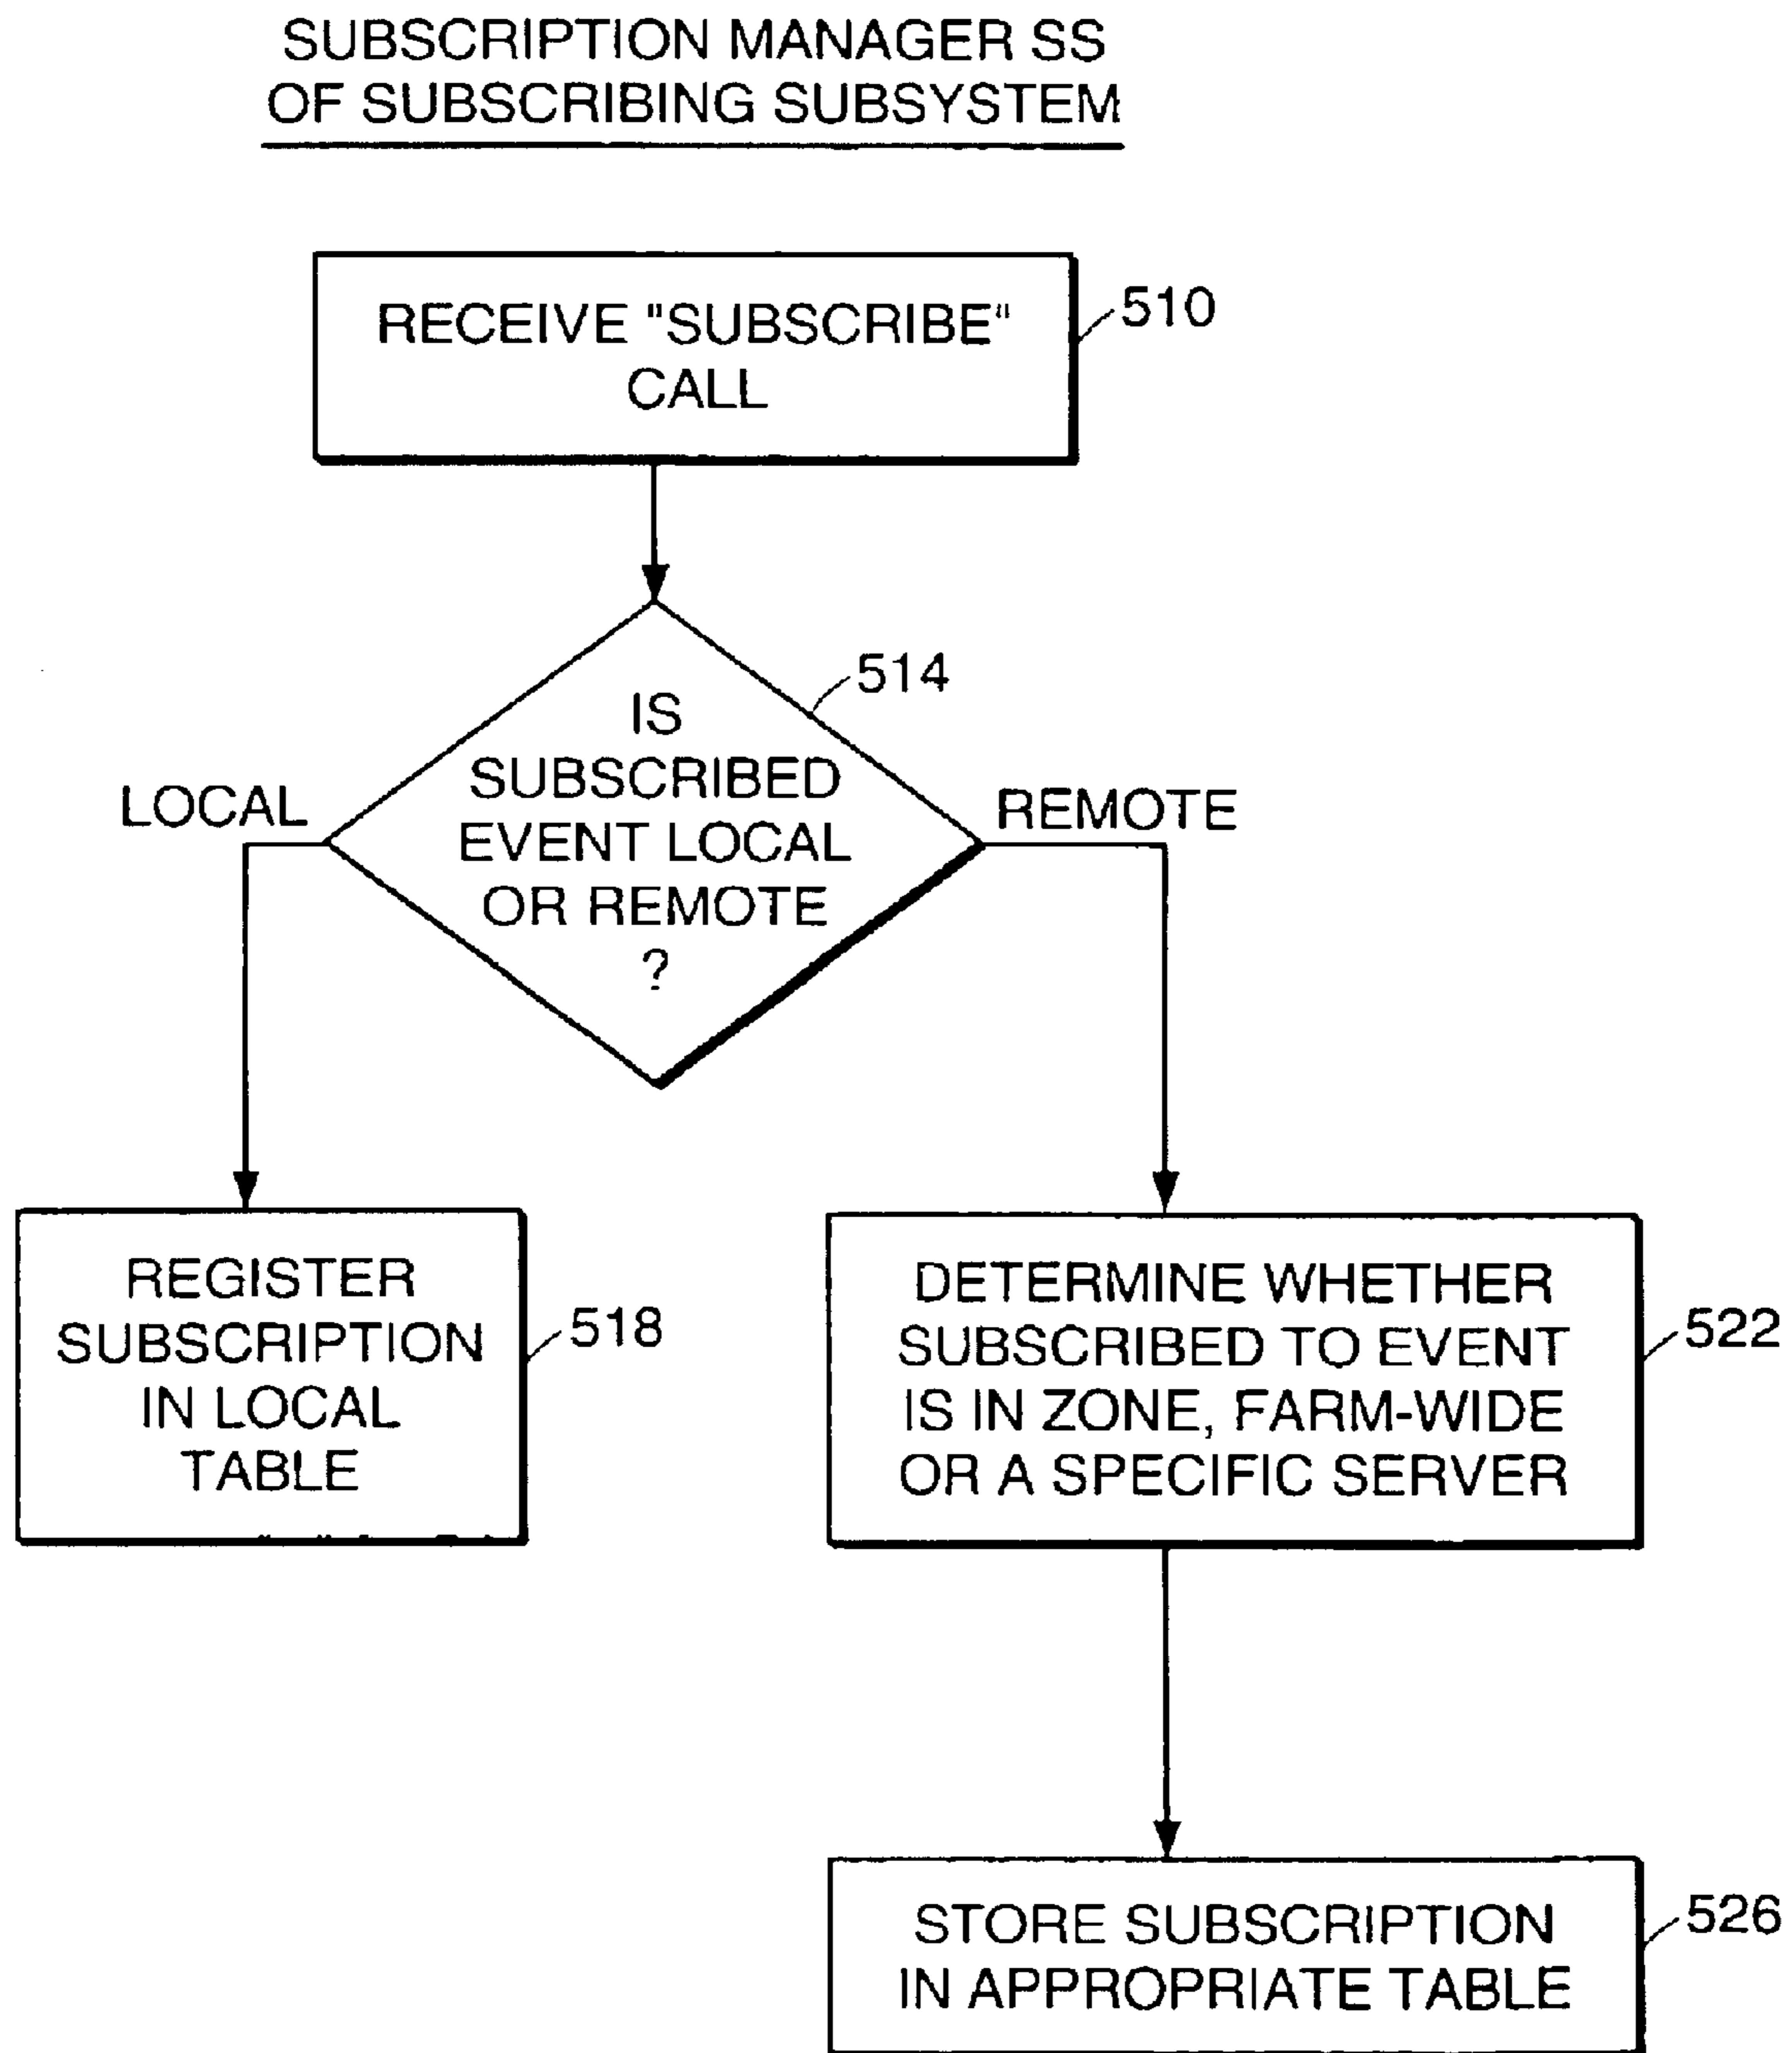 SUBSCRIPTION MANAGER SS
OF SUBSCRIBING SUBSYSTEM
RECEIVE "SUBSCRIBE"
CALL
510
514
IS
SUBSCRIBED
EVENT LOCAL
OR REMOTE
?
LOCAL
REMOTE
REGISTER
SUBSCRIPTION
IN LOCAL
TABLE
518
DETERMINE WHETHER
SUBSCRIBED TO EVENT
IS IN ZONE, FARM-WIDE
OR A SPECIFIC SERVER
522
STORE SUBSCRIPTION
IN APPROPRIATE TABLE
526